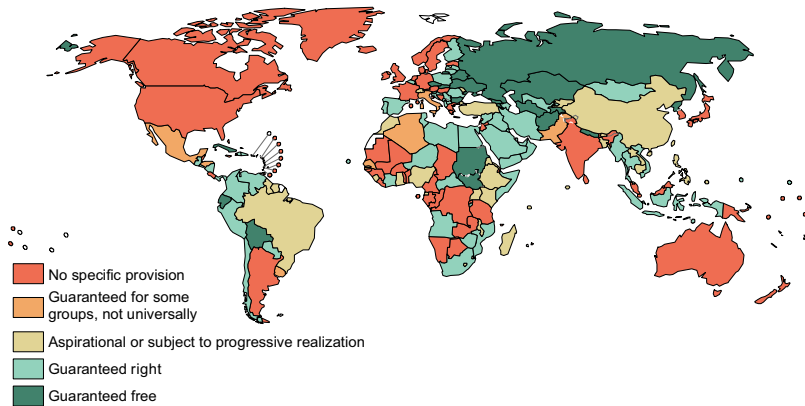 No specific provision
Guaranteed for some
groups, not universally
Aspirational or subject to progressive realization
Guaranteed right
Guaranteed free